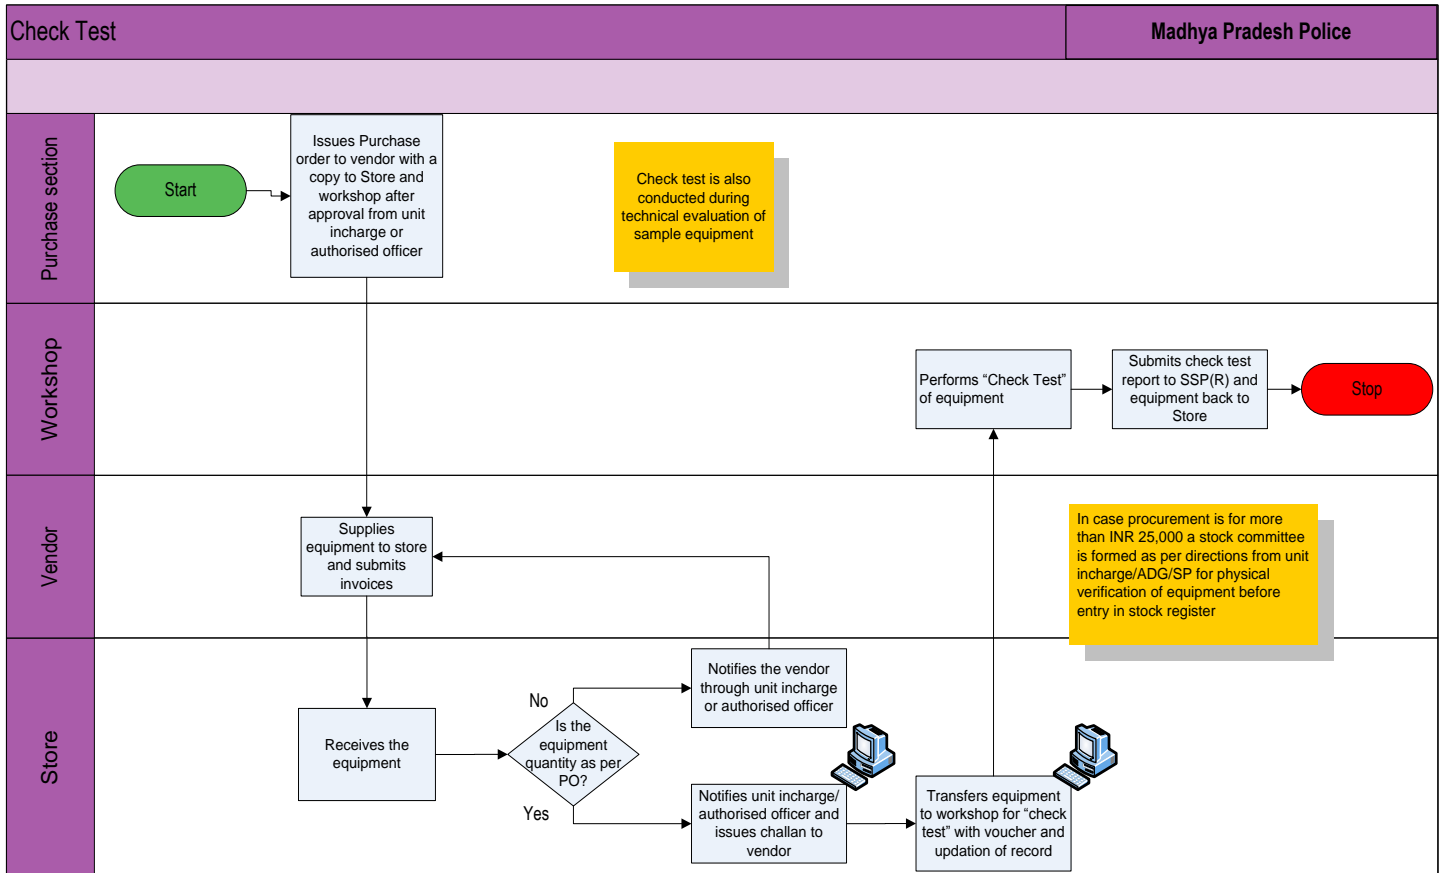 Check Test
Madhya Pradesh Police
Purchase section
Start
Issues Purchase
order to vendor with a
copy to Store and
workshop after
approval from unit
incharge or
authorised officer
Check test is also
conducted during
technical evaluation of
sample equipment
Workshop
Performs “Check Test”
of equipment
Submits check test
report to SSP(R) and
equipment back to
Store
Stop
Vendor
Supplies
equipment to store
and submits
invoices
In case procurement is for more
than INR 25,000 a stock committee
is formed as per directions from unit
incharge/ADG/SP for physical
verification of equipment before
entry in stock register
Store
Receives the
equipment
Is the
equipment
quantity as per
PO?
No
Notifies the vendor
through unit incharge
or authorised officer
Yes
Notifies unit incharge/
authorised officer and
issues challan to
vendor
Transfers equipment
to workshop for “check
test” with voucher and
updation of record